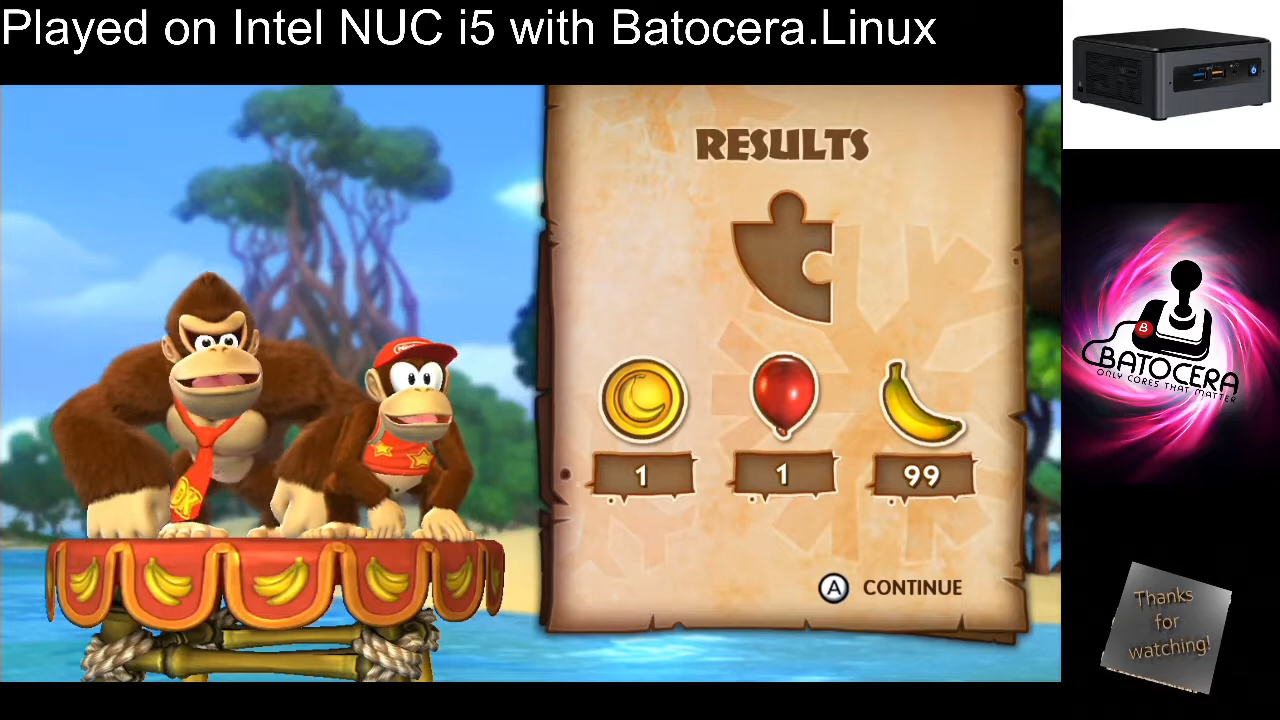 Played on Intel NUC i5 with Batocera.Linux
RESULTS
1
1
99
A CONTINUE
DK
B
BATOCERA
ONLY CORES THAT MATTER
Thanks
for
watching!